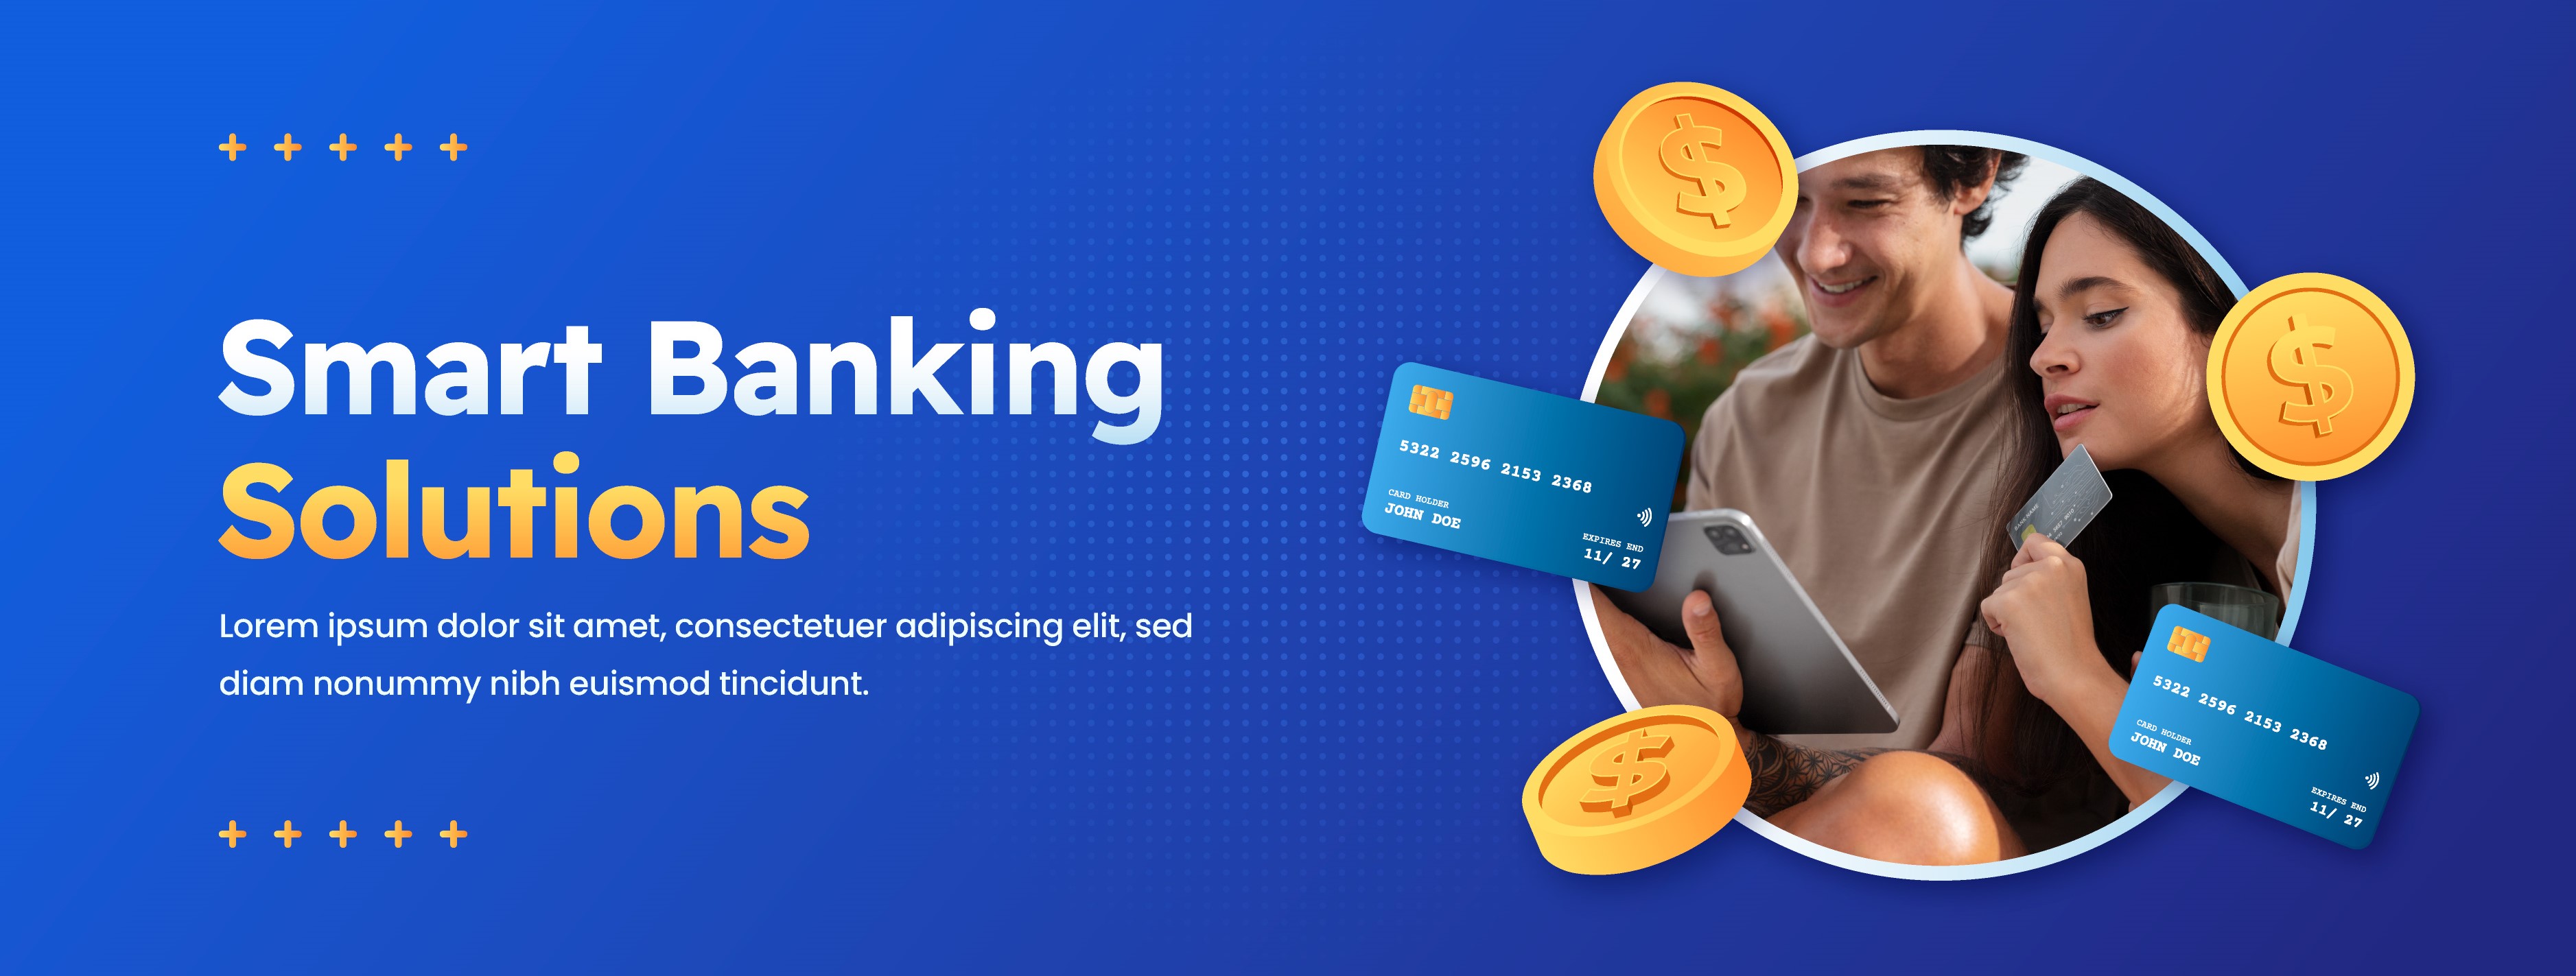 Smart Banking
Solutions
Lorem ipsum dolor sit amet, consectetuer adipiscing elit, sed
diam nonummy nibh euismod tincidunt.
5322 2596 2153 2368
CARD HOLDER
JOHN DOE
EXPIRES END
11/ 27
BANK NAME
5322 2596 2153 2368
CARD HOLDER
JOHN DOE
EXPIRES END
11/ 27